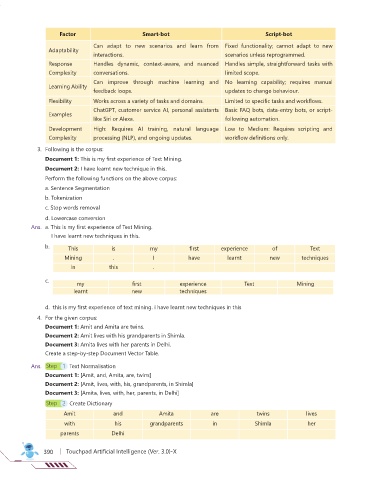 Factor Smart-bot Script-bot
Adaptability Can adapt to new scenarios and learn from Fixed functionality; cannot adapt to new
interactions. scenarios unless reprogrammed.
Response Handles dynamic, context-aware, and nuanced Handles simple, straightforward tasks with
Complexity conversations. limited scope.
Learning Ability Can improve through machine learning and No learning capability; requires manual
feedback loops. updates to change behaviour.
Flexibility Works across a variety of tasks and domains. Limited to specific tasks and workflows.
Examples ChatGPT, customer service AI, personal assistants Basic FAQ bots, data-entry bots, or script-
like Siri or Alexa. following automation.
Development High: Requires AI training, natural language Low to Medium: Requires scripting and
Complexity processing (NLP), and ongoing updates. workflow definitions only.
3. Following is the corpus:
Document 1: This is my first experience of Text Mining.
Document 2: I have learnt new technique in this.
Perform the following functions on the above corpus:
a. Sentence Segmentation
b. Tokenization
c. Stop words removal
d. Lowercase conversion
Ans. a. This is my first experience of Text Mining.
I have learnt new techniques in this.
b. This is my first experience of Text
Mining . I have learnt new techniques
in this .
c. my first experience Text Mining
learnt new techniques
d. this is my first experience of text mining. i have learnt new techniques in this.
4. For the given corpus:
Document 1: Amit and Amita are twins.
Document 2: Amit lives with his grandparents in Shimla.
Document 3: Amita lives with her parents in Delhi.
Create a step-by-step Document Vector Table.
Ans. Step 1: Text Normalisation
Document 1: [Amit, and, Amita, are, twins]
Document 2: [Amit, lives, with, his, grandparents, in, Shimla]
Document 3: [Amita, lives, with, her, parents, in, Delhi]
Step 2: Create Dictionary
Amit and Amita are twins lives
with his grandparents in Shimla her
parents Delhi
390 | Touchpad Artificial Intelligence (Ver. 3.0)-X